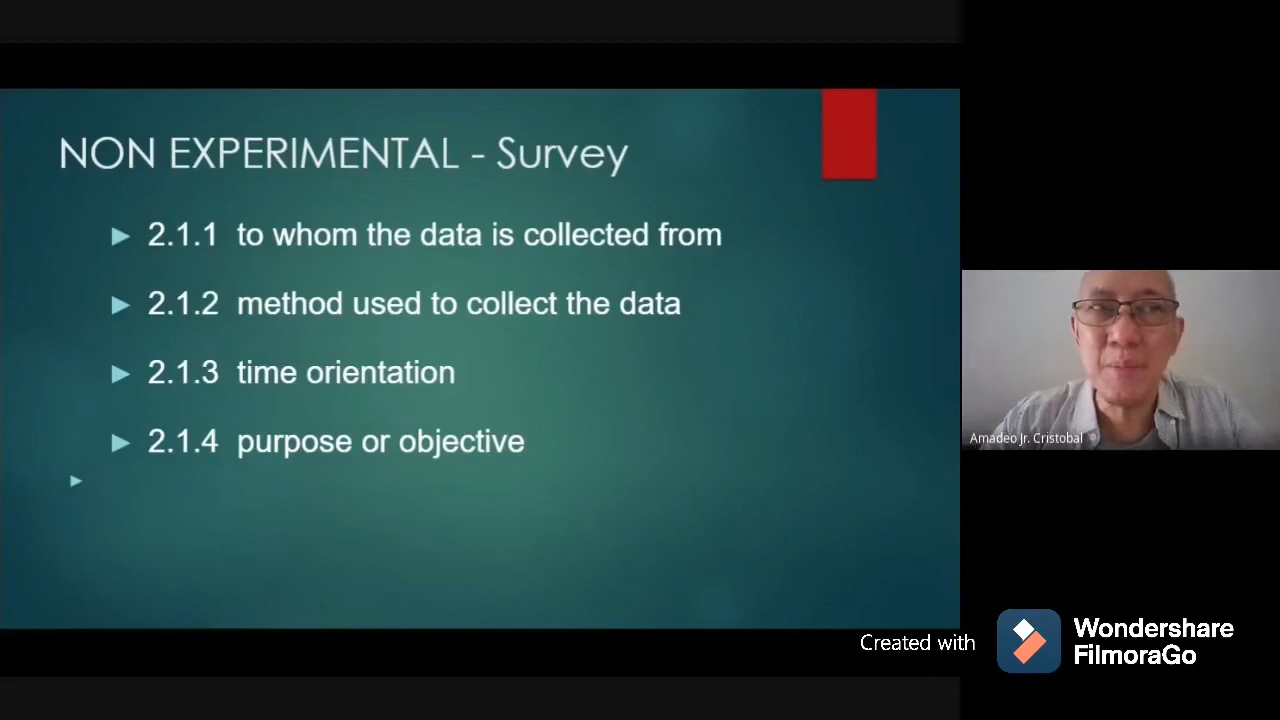 NON EXPERIMENTAL - Survey
2.1.1 to whom the data is collected from
2.1.2 method used to collect the data
2.1.3 time orientation
2.1.4 purpose or objective
Amadeo Jr. Cristobal
Created with
Wondershare
FilmoraGo